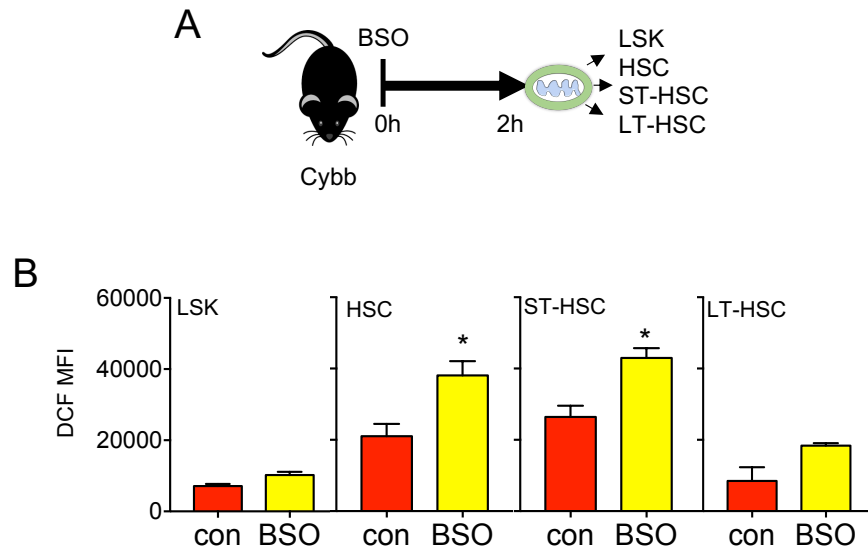 A
BSO
LSK
HSC
ST-HSC
LT-HSC
0h
2h
Cybb
B
DCF MFI
60000
40000
20000
0
LSK
HSC
ST-HSC
LT-HSC
*
*
con BSO con BSO con BSO con BSO